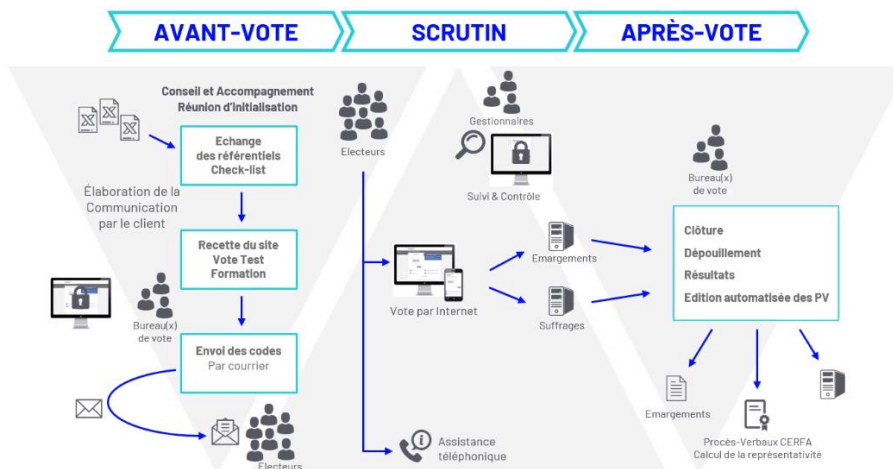 AVANT-VOTE
SCRUTIN
APRÈS-VOTE
Conseil et Accompagnement
Réunion d'initialisation
Echange
des référentiels
Check-list
Élaboration de la
Communication
par le client
Recette du site
Vote Test
Formation
Bureau(x)
de vote
Envoi des codes
Par courrier
Electeurs
Electeurs
Gestionnaires
Suivi & Contrôle
Vote par Internet
Emargements
Suffrages
Assistance
téléphonique
Bureau(x)
de vote
Clôture
Dépouillement
Résultats
Edition automatisée des PV
Emargements
Procès-Verbaux CERFA
Calcul de la représentativité